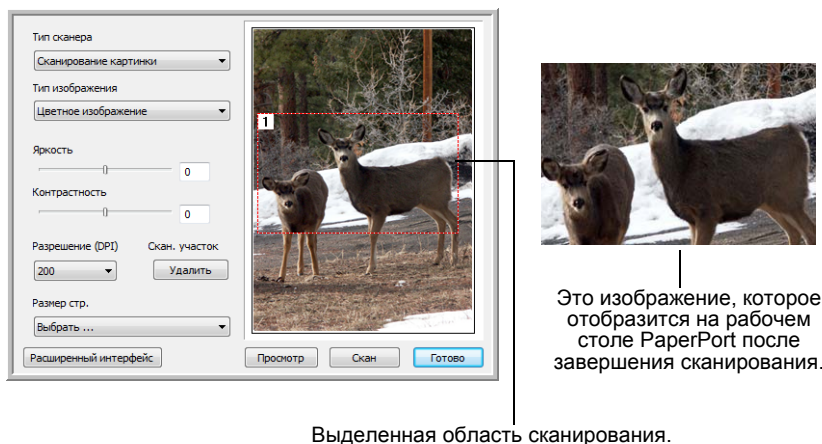 Тип сканера
Сканирование картинки
Тип изображения
Цветное изображение
Яркость
0
Контрастность
0
Разрешение (DPI) Скан. участок
200 Удалить
Размер стр.
Выбрать ...
Расширенный интерфейс Просмотр Скан Готово
1
Это изображение, которое
отобразится на рабочем
столе PaperPort после
завершения сканирования.
Выделенная область сканирования.